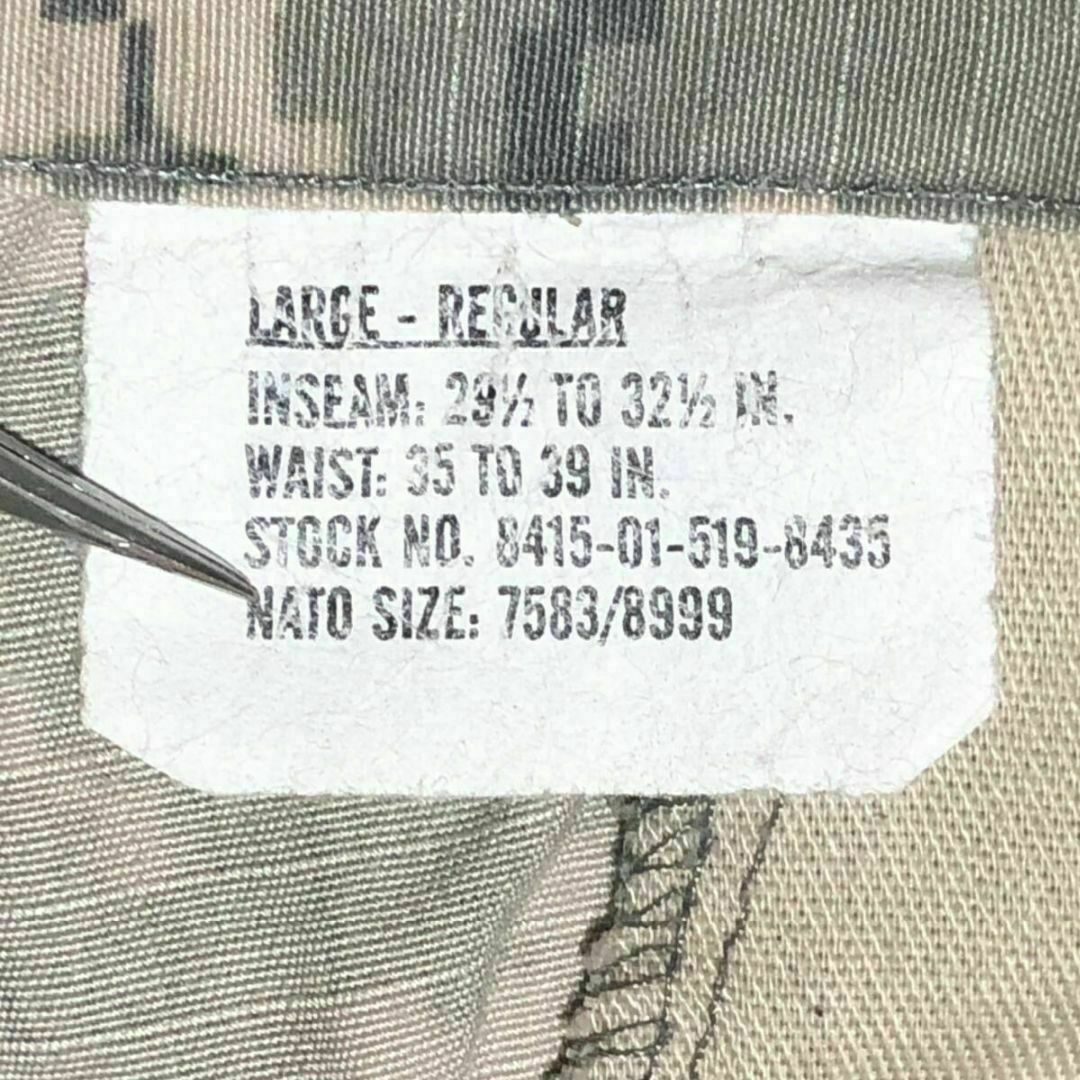 LARGE - REGULAR
INSEAM: 29½ TO 32½ IN.
WAIST: 35 TO 39 IN.
STOCK NO. 8415-01-519-8435
NATO SIZE: 7583/8999